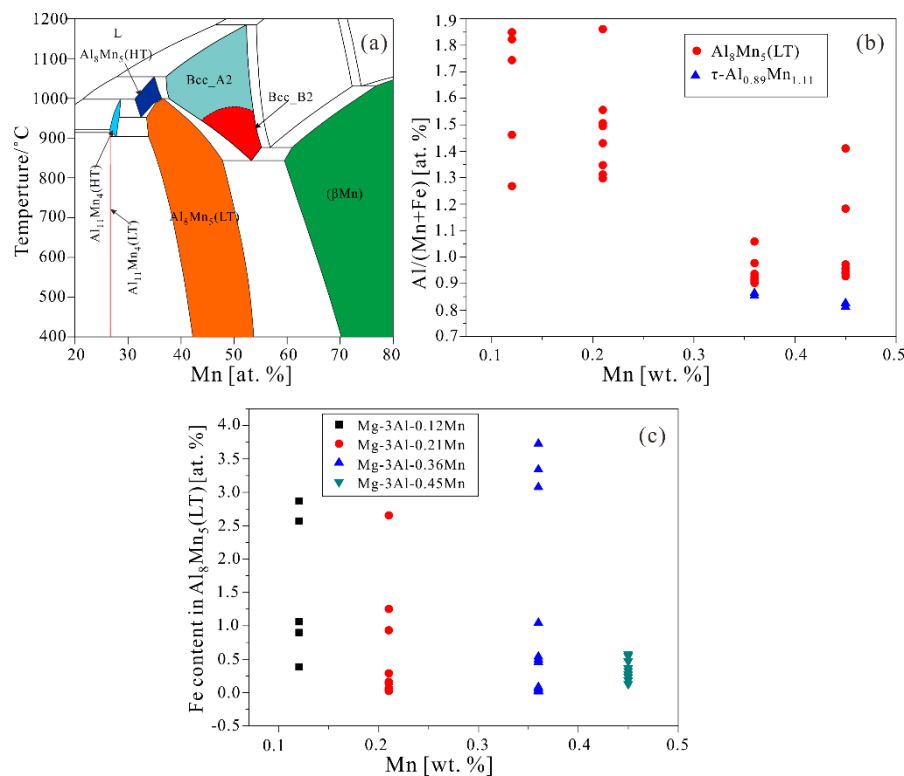 (a)
L
Al₈Mn₅(HT)
Bcc_A2
Bcc_B2
Al₁₁Mn₄(HT)
Al₁₁Mn₄(LT)
Al₈Mn₅(LT)
(βMn)
Temperture/°C
1200
1100
1000
900
800
700
600
500
400
20 30 40 50 60 70 80
Mn [at. %]
(b)
Al₈Mn₅(LT)
τ-Al₀.₈₉Mn₁.₁₁
Al/(Mn+Fe) [at. %]
1.9
1.8
1.7
1.6
1.5
1.4
1.3
1.2
1.1
1.0
0.9
0.8
0.7
0.1 0.2 0.3 0.4 0.5
Mn [wt. %]
(c)
Mg-3Al-0.12Mn
Mg-3Al-0.21Mn
Mg-3Al-0.36Mn
Mg-3Al-0.45Mn
Fe content in Al₈Mn₅(LT) [at. %]
4.0
3.5
3.0
2.5
2.0
1.5
1.0
0.5
0.0
-0.5
0.1 0.2 0.3 0.4 0.5
Mn [wt. %]